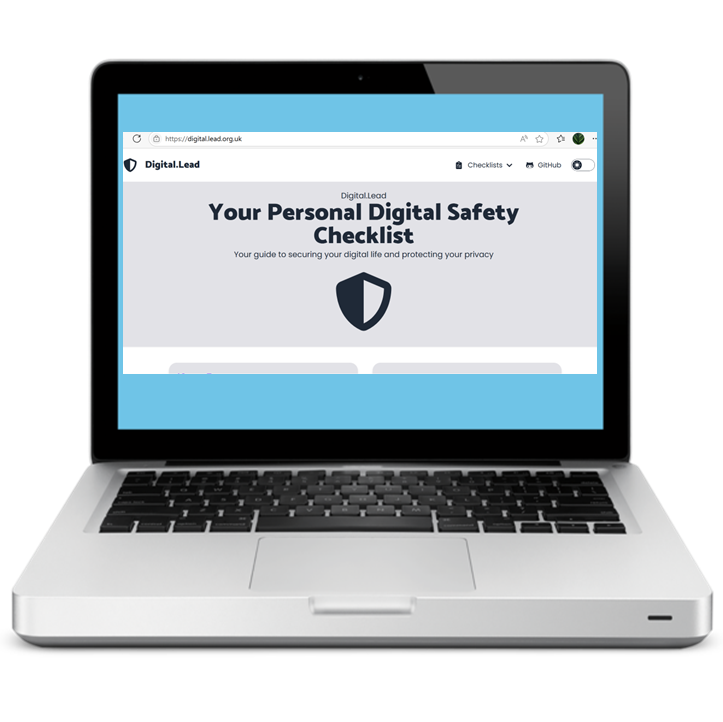 https://digital.lead.org.uk
Digital.Lead
Checklists
GitHub
Digital.Lead
Your Personal Digital Safety
Checklist
Your guide to securing your digital life and protecting your privacy